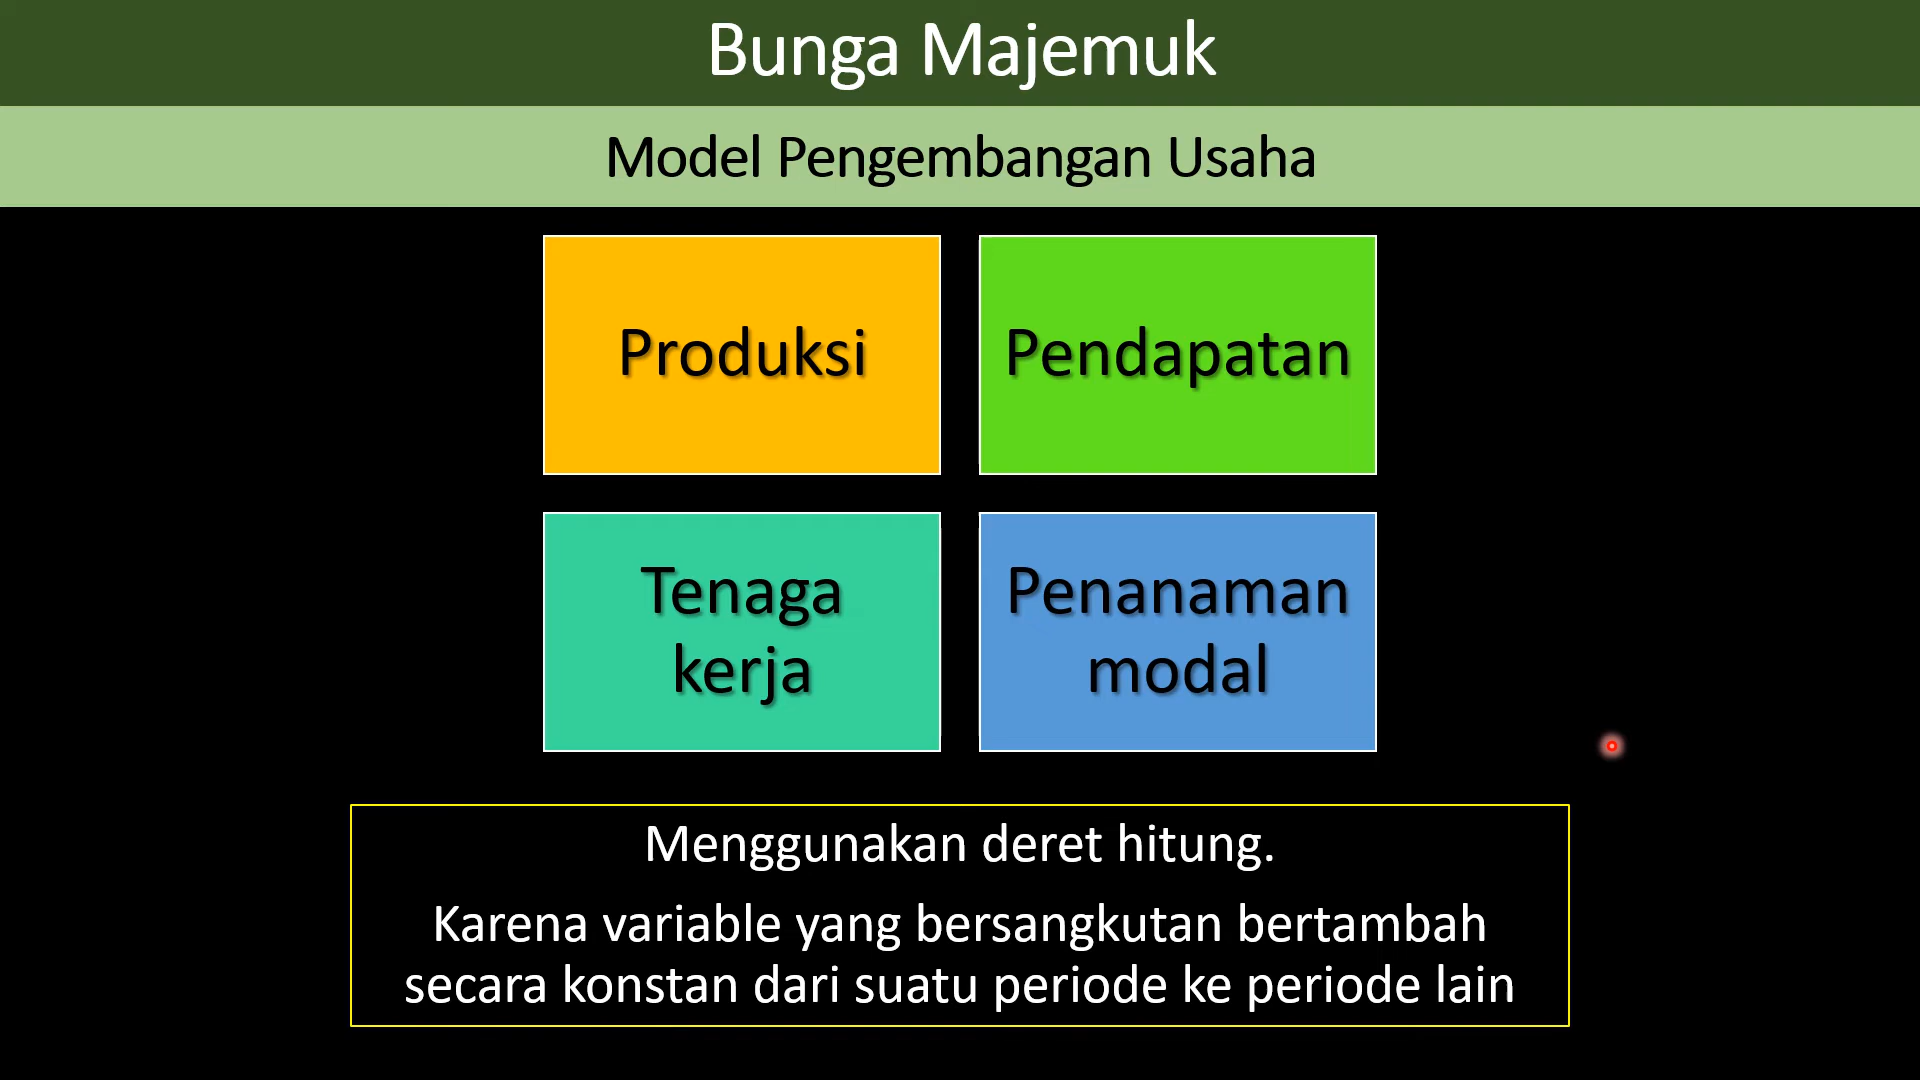 Bunga Majemuk
Model Pengembangan Usaha
Produksi
Pendapatan
Tenaga
kerja
Penanaman
modal
Menggunakan deret hitung.
Karena variable yang bersangkutan bertambah
secara konstan dari suatu periode ke periode lain